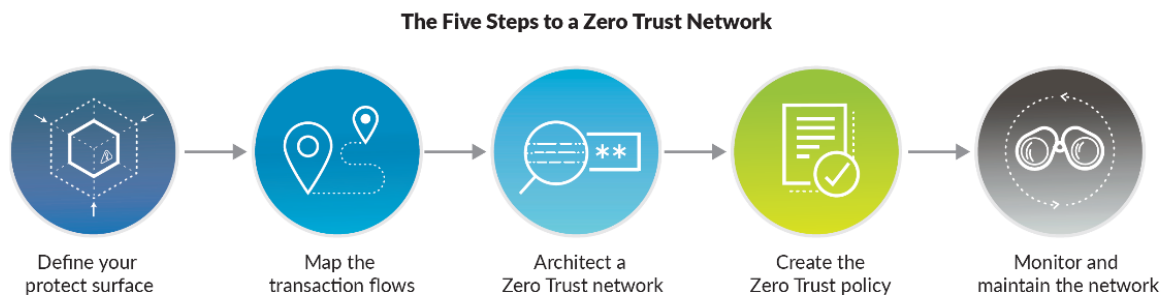 The Five Steps to a Zero Trust Network
**
Define your
protect surface
Map the
transaction flows
Architect a
Zero Trust network
Create the
Zero Trust policy
Monitor and
maintain the network